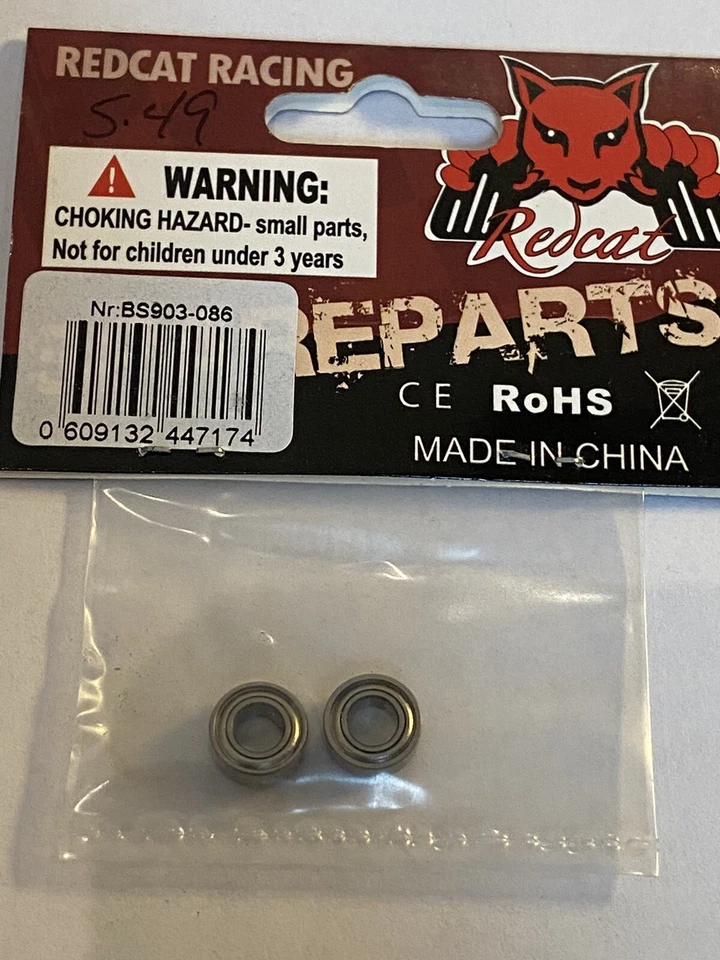 REDCAT RACING
5.49
WARNING:
CHOKING HAZARD- small parts,
Not for children under 3 years
Redcat
Nr:BS903-086
REPARTS
CE RoHS
0 609132 447174
MADE IN CHINA